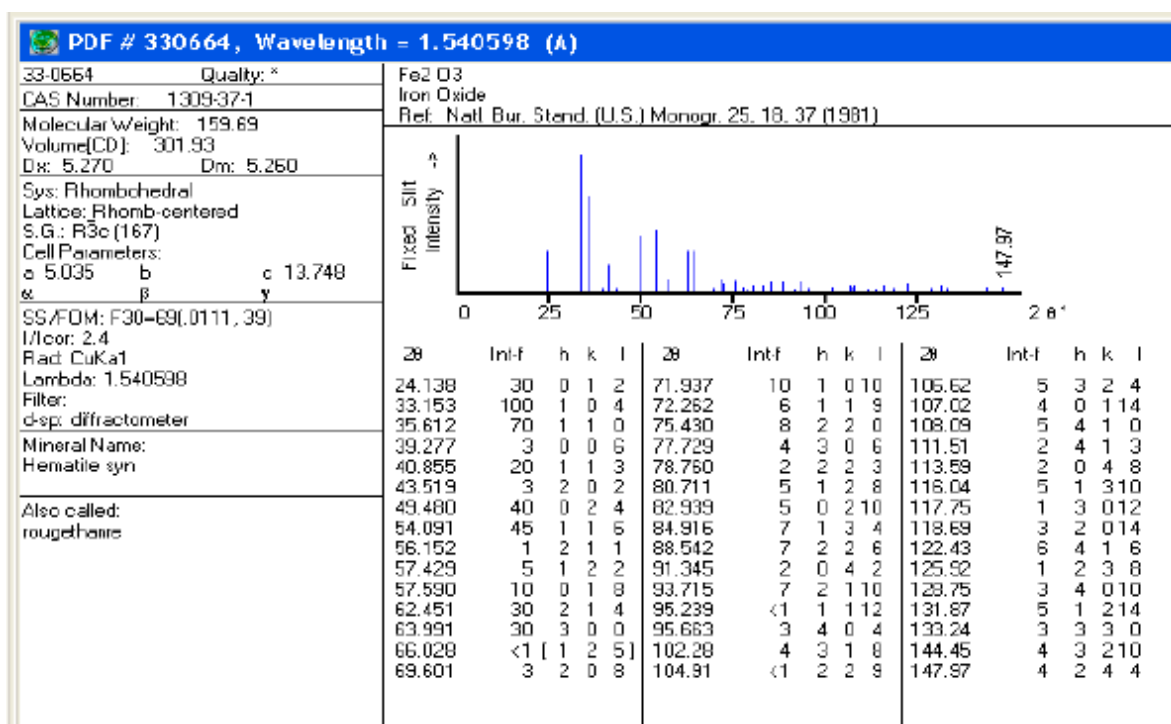 PDF # 330664, Wavelength = 1.540598 (A)
33-0664 Quality: *
CAS Number: 1309-37-1
Molecular Weight: 159.69
Volume[CD]: 301.93
Dx: 5.270 Dm: 5.260
Sys: Rhombohedral
Lattice: Rhomb-centered
S.G.: R3c (167)
Cell Parameters:
a 5.035 b c 13.748
α β γ
SS/FOM: F30=69(.0111, 39)
I/Icor: 2.4
Rad: CuKa1
Lambda: 1.540598
Filter:
d-sp: diffractometer
Mineral Name:
Hematile syn
Also called:
rougethanre
Fe2 O3
Iron Oxide
Ref: Natl. Bur. Stand. (U.S.) Monogr. 25, 18, 37 (1981)
Fixed Slit
Intensity ->
147.97
0 25 50 75 100 125 2 θ °
2θ Int-f h k l 2θ Int-f h k l 2θ Int-f h k l
24.138 30 0 1 2 71.937 10 1 0 10 106.62 5 3 2 4
33.153 100 1 0 4 72.262 6 1 1 9 107.02 4 0 1 14
35.612 70 1 1 0 75.430 8 2 2 0 108.09 5 4 1 0
39.277 3 0 0 6 77.729 4 3 0 6 111.51 2 4 1 3
40.855 20 1 1 3 78.760 2 2 2 3 113.59 2 0 4 8
43.519 3 2 0 2 80.711 5 1 2 8 116.04 5 1 3 10
49.480 40 0 2 4 82.939 5 0 2 10 117.75 1 3 0 12
54.091 45 1 1 6 84.916 7 1 3 4 118.69 3 2 0 14
56.152 1 2 1 1 88.542 7 2 2 6 122.43 6 4 1 6
57.429 5 1 2 2 91.345 2 0 4 2 125.92 1 2 3 8
57.590 10 0 1 8 93.715 7 2 1 10 128.75 3 4 0 10
62.451 30 2 1 4 95.239 <1 1 1 12 131.87 5 1 2 14
63.991 30 3 0 0 95.663 3 4 0 4 133.24 3 3 3 0
66.028 <1 [ 1 2 5] 102.28 4 3 1 8 144.45 4 3 2 10
69.601 3 2 0 8 104.91 <1 2 2 9 147.97 4 2 4 4